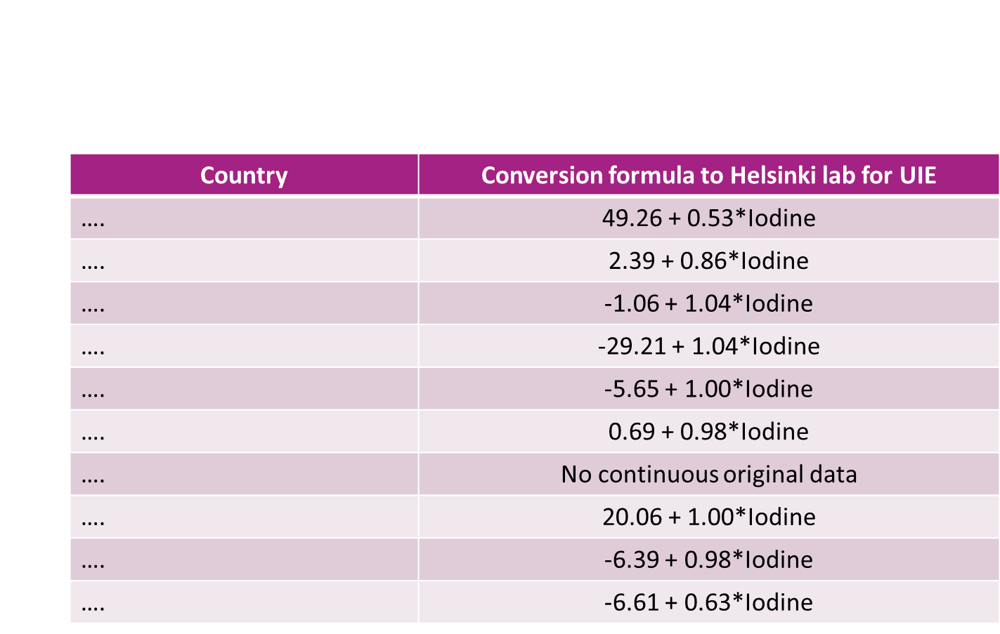 Country Conversion formula to Helsinki lab for UIE
.... 49.26 + 0.53*Iodine
.... 2.39 + 0.86*Iodine
.... -1.06 + 1.04*Iodine
.... -29.21 + 1.04*Iodine
.... -5.65 + 1.00*Iodine
.... 0.69 + 0.98*Iodine
.... No continuous original data
.... 20.06 + 1.00*Iodine
.... -6.39 + 0.98*Iodine
.... -6.61 + 0.63*Iodine